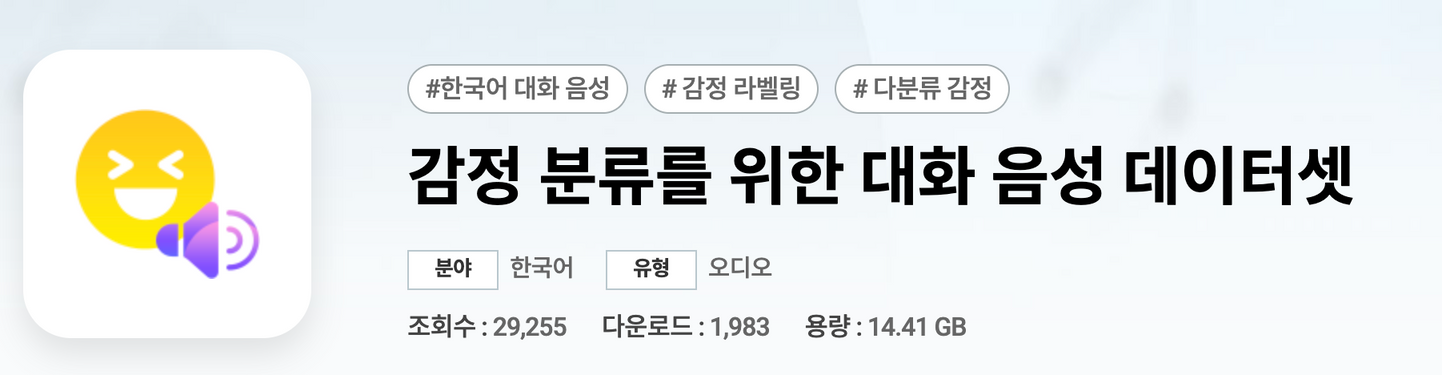 #한국어 대화 음성 # 감정 라벨링 # 다분류 감정
감정 분류를 위한 대화 음성 데이터셋
분야 한국어 유형 오디오
조회수 : 29,255 다운로드 : 1,983 용량 : 14.41 GB